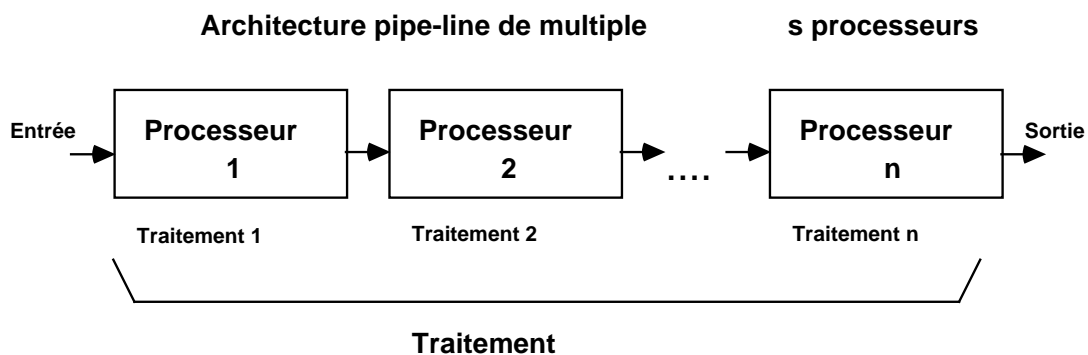 Architecture pipe-line de multiple s processeurs
Entrée
Processeur
1
Processeur
2
....
Processeur
n
Sortie
Traitement 1
Traitement 2
Traitement n
Traitement